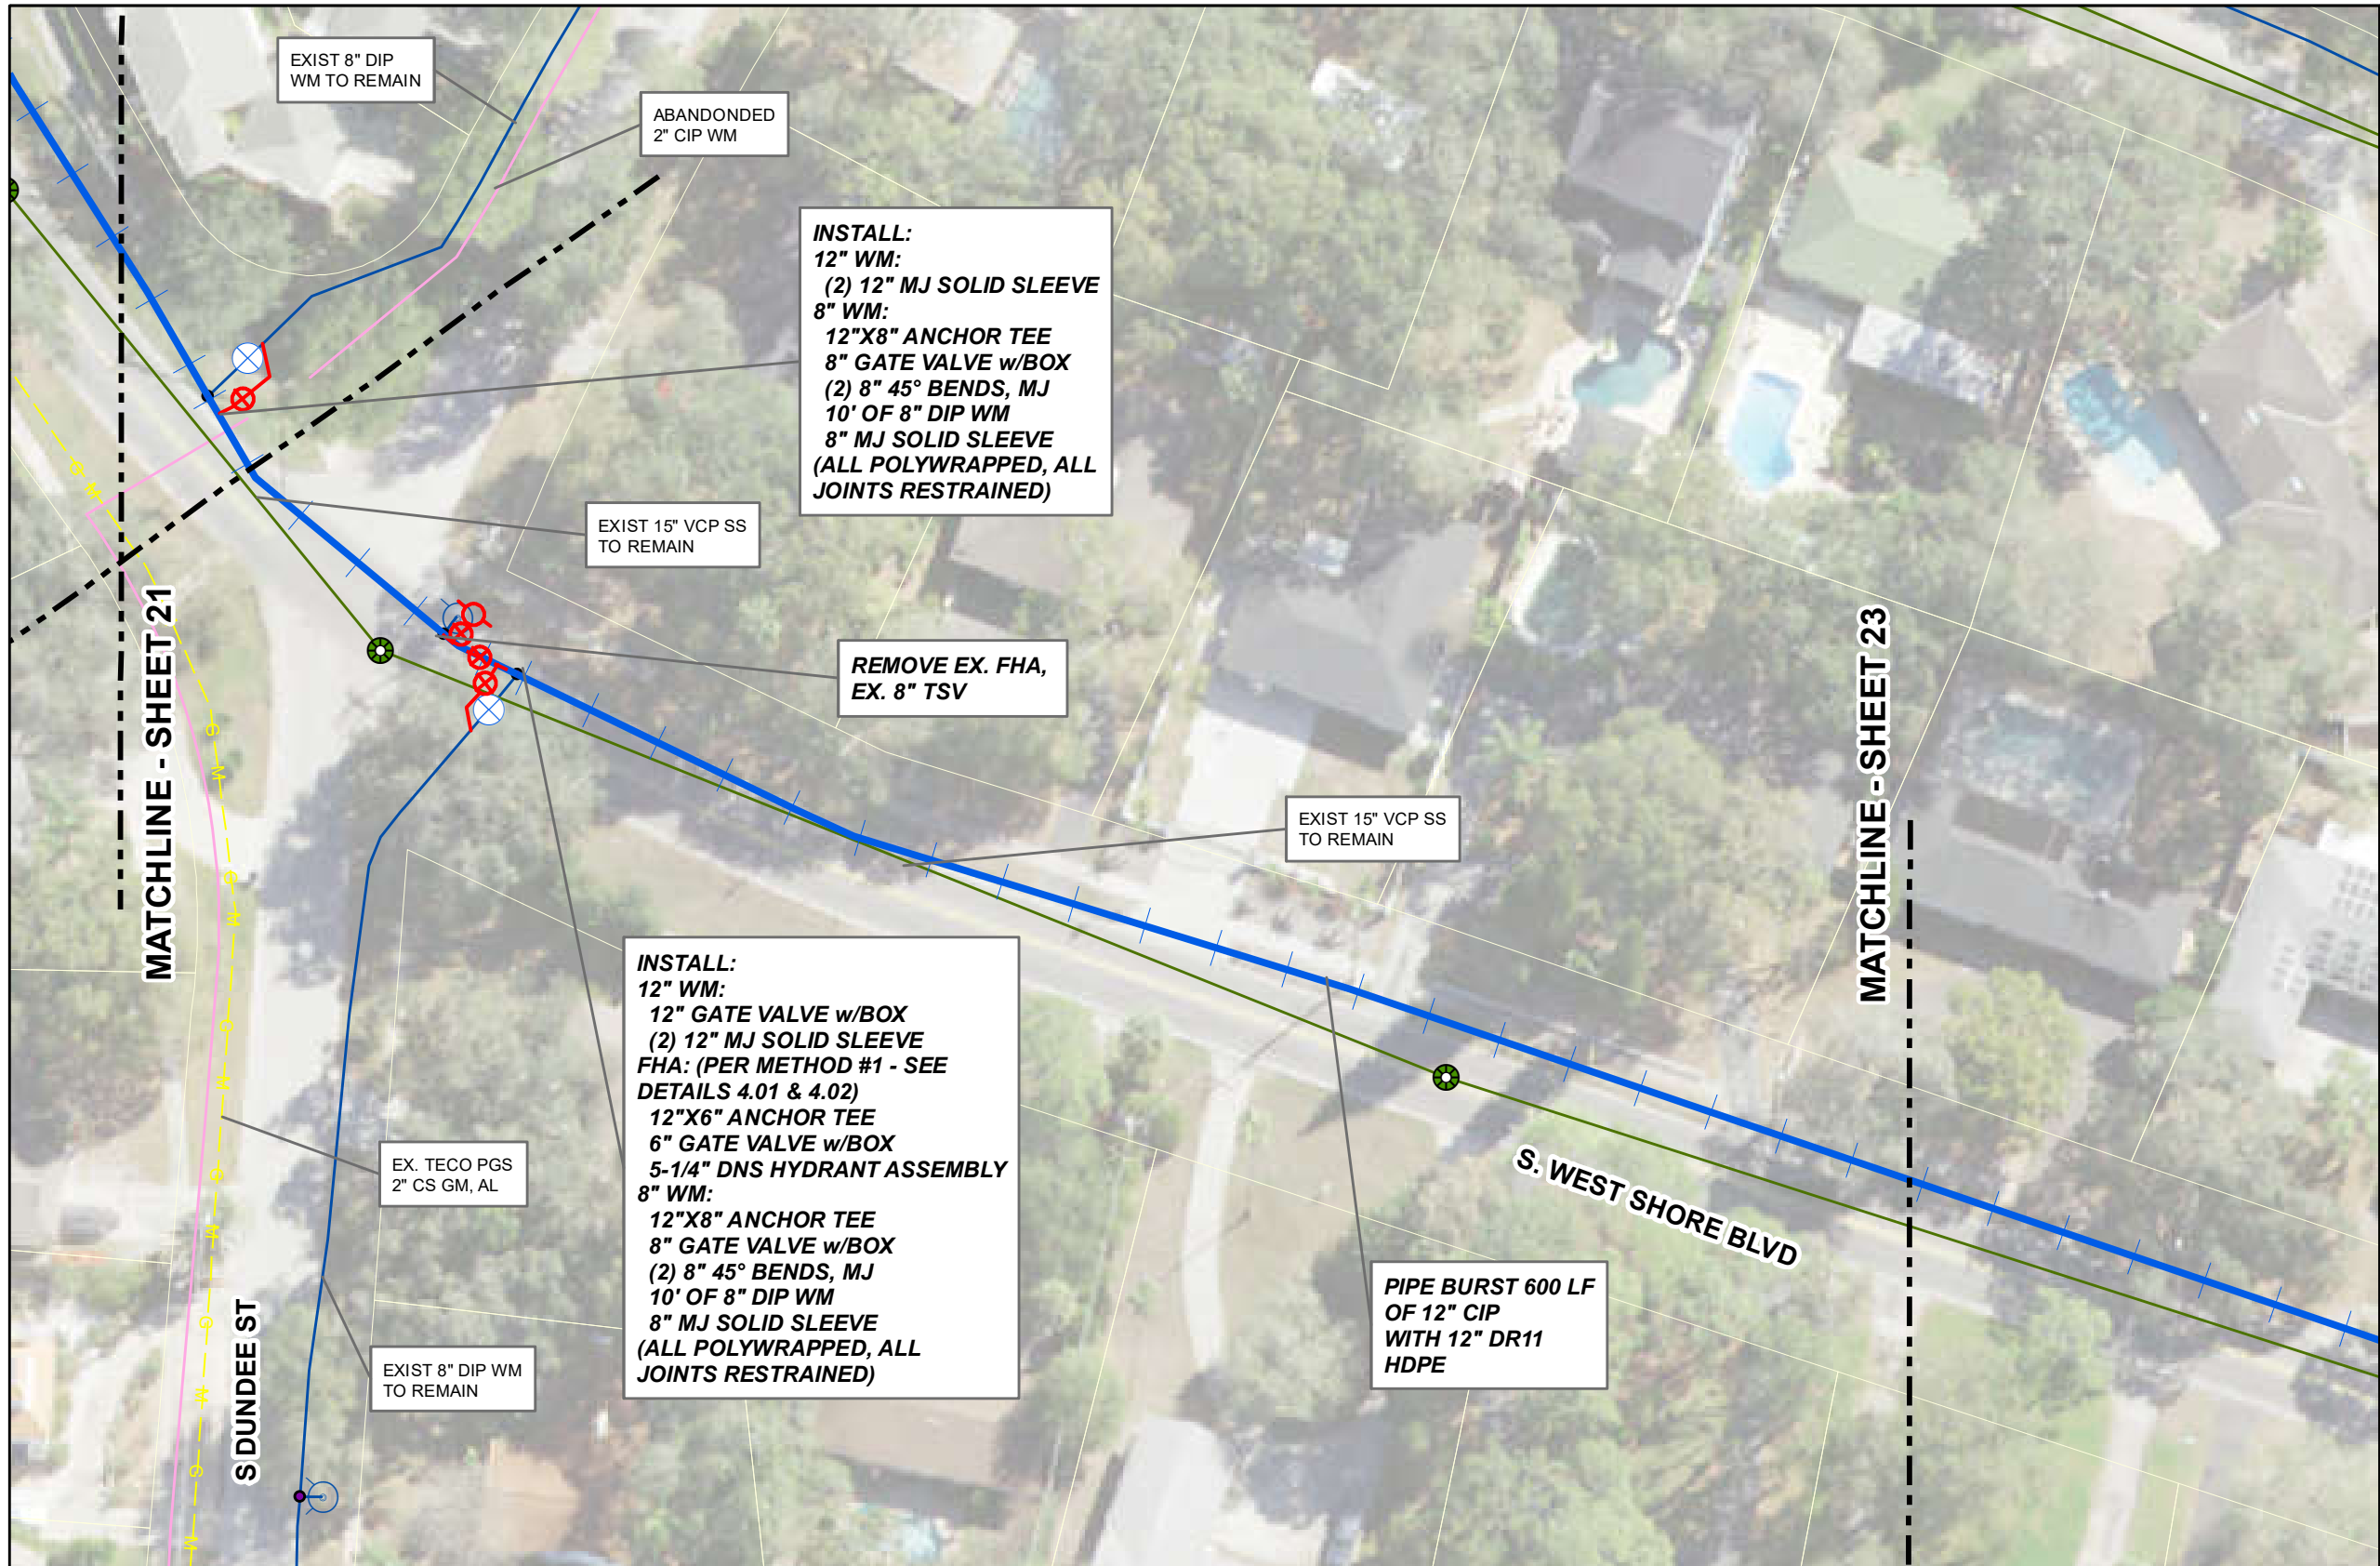 EXIST 8" DIP
WM TO REMAIN
ABANDONDED
2" CIP WM
INSTALL:
12" WM:
(2) 12" MJ SOLID SLEEVE
8" WM:
12"X8" ANCHOR TEE
8" GATE VALVE w/BOX
(2) 8" 45° BENDS, MJ
10' OF 8" DIP WM
8" MJ SOLID SLEEVE
(ALL POLYWRAPPED, ALL
JOINTS RESTRAINED)
EXIST 15" VCP SS
TO REMAIN
MATCHLINE - SHEET 21
REMOVE EX. FHA,
EX. 8" TSV
MATCHLINE - SHEET 23
EXIST 15" VCP SS
TO REMAIN
INSTALL:
12" WM:
12" GATE VALVE w/BOX
(2) 12" MJ SOLID SLEEVE
FHA: (PER METHOD #1 - SEE
DETAILS 4.01 & 4.02)
12"X6" ANCHOR TEE
6" GATE VALVE w/BOX
5-1/4" DNS HYDRANT ASSEMBLY
8" WM:
12"X8" ANCHOR TEE
8" GATE VALVE w/BOX
(2) 8" 45° BENDS, MJ
10' OF 8" DIP WM
8" MJ SOLID SLEEVE
(ALL POLYWRAPPED, ALL
JOINTS RESTRAINED)
EX. TECO PGS
2" CS GM, AL
S. WEST SHORE BLVD
PIPE BURST 600 LF
OF 12" CIP
WITH 12" DR11
HDPE
S DUNDEE ST
EXIST 8" DIP WM
TO REMAIN
G M
G M
G M
G M
G M
G M
G M